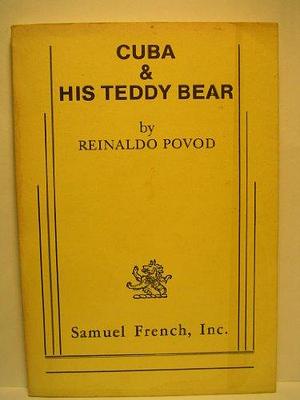 CUBA
&
HIS TEDDY BEAR
by
REINALDO POVOD
Samuel French, Inc.